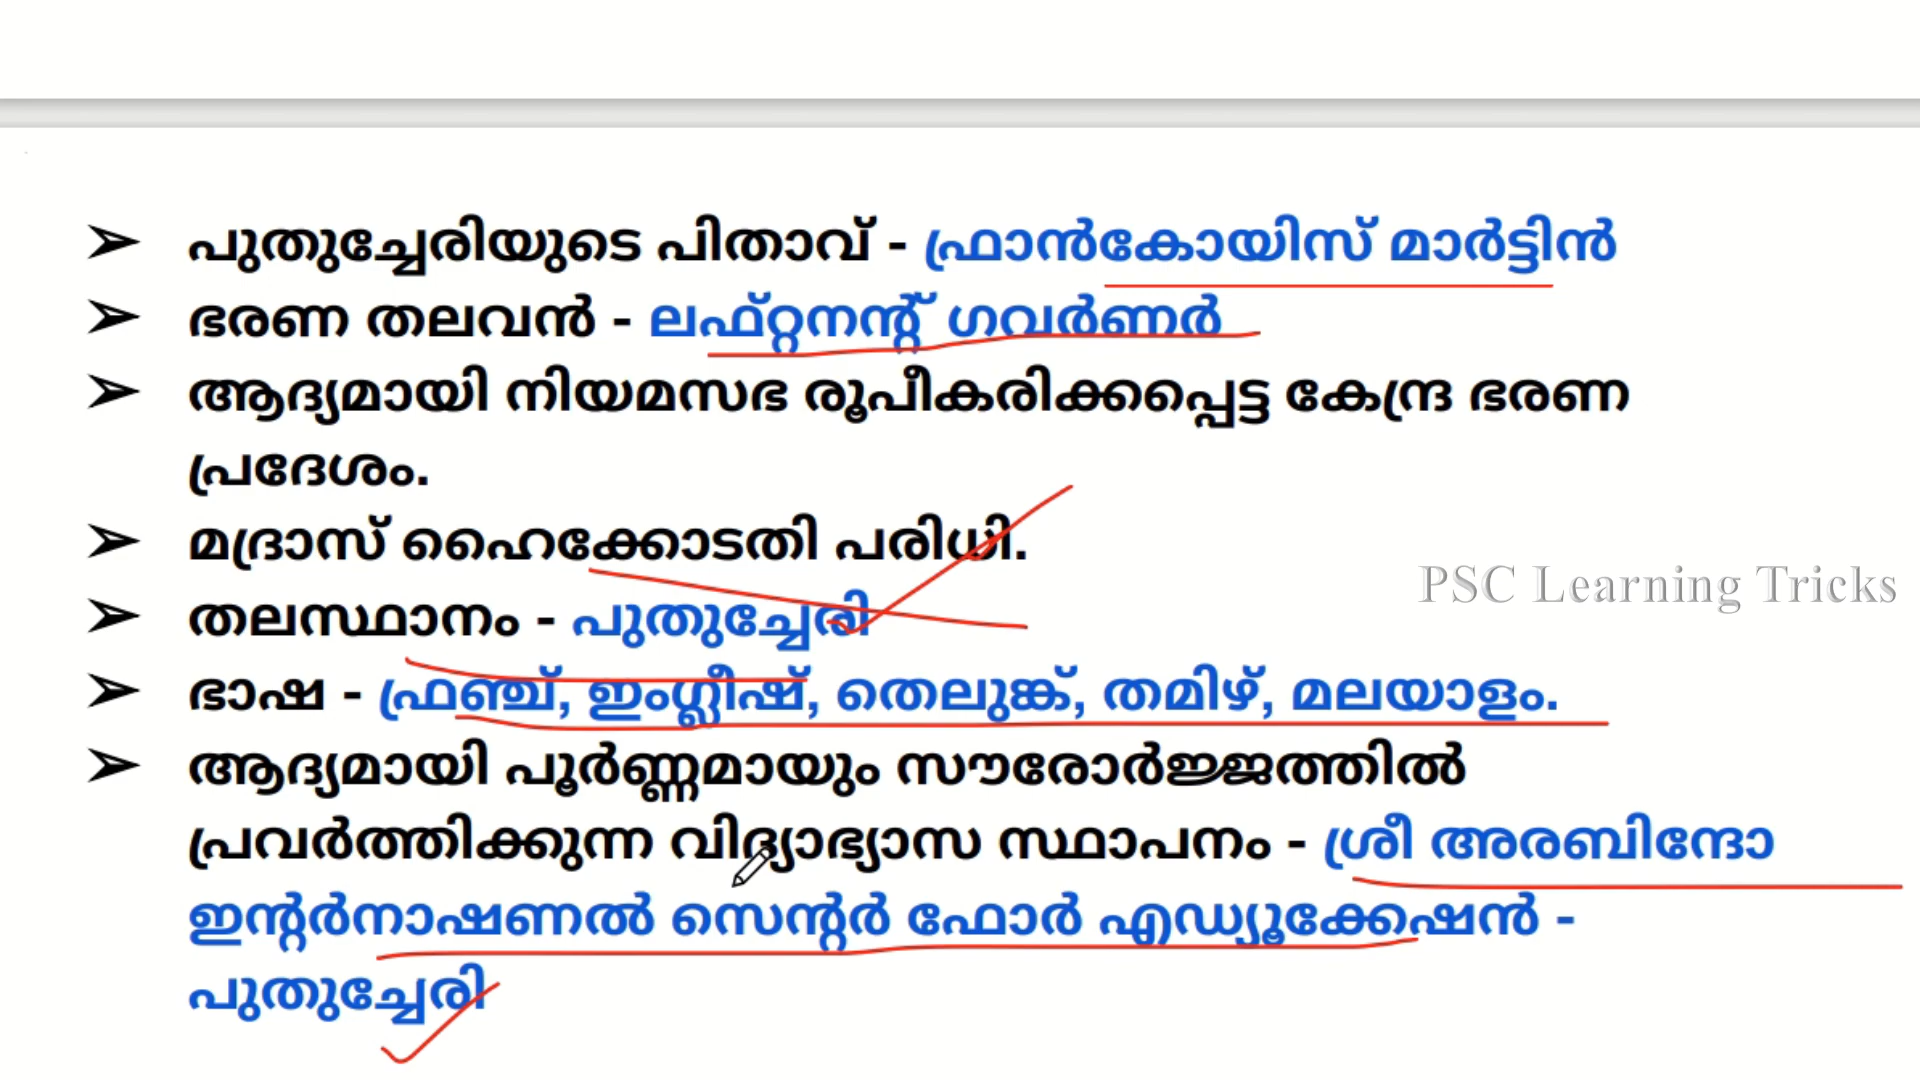 ➢ പുതുച്ചേരിയുടെ പിതാവ് - ഫ്രാൻകോയിസ് മാർട്ടിൻ
➢ ഭരണ തലവൻ - ലഫ്റ്റനന്റ് ഗവർണർ
➢ ആദ്യമായി നിയമസഭ രൂപീകരിക്കപ്പെട്ട കേന്ദ്ര ഭരണ
പ്രദേശം.
➢ മദ്രാസ് ഹൈക്കോടതി പരിധി.
PSC Learning Tricks
➢ തലസ്ഥാനം - പുതുച്ചേരി
➢ ഭാഷ - ഫ്രഞ്ച്, ഇംഗ്ലീഷ്, തെലുങ്ക്, തമിഴ്, മലയാളം.
➢ ആദ്യമായി പൂർണ്ണമായും സൗരോർജ്ജത്തിൽ
പ്രവർത്തിക്കുന്ന വിദ്യാഭ്യാസ സ്ഥാപനം - ശ്രീ അരബിന്ദോ
ഇന്റർനാഷണൽ സെന്റർ ഫോർ എഡ്യൂക്കേഷൻ -
പുതുച്ചേരി